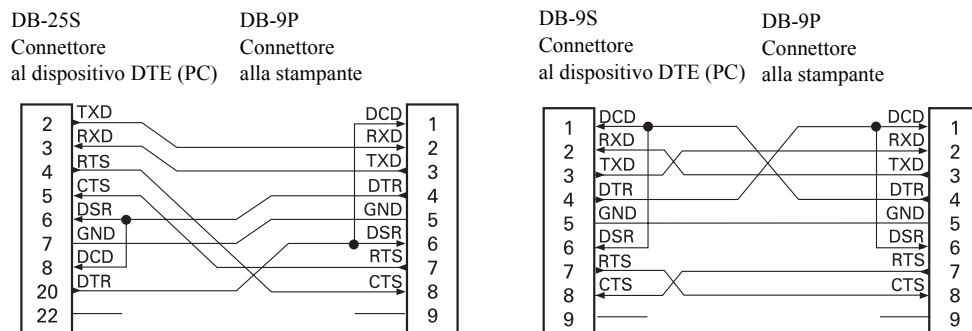 DB-25S DB-9P
Connettore Connettore
al dispositivo DTE (PC) alla stampante
2 TXD DCD 1
3 RXD RXD 2
4 RTS TXD 3
5 CTS DTR 4
6 DSR GND 5
7 GND DSR 6
8 DCD RTS 7
20 DTR CTS 8
22 9
DB-9S DB-9P
Connettore Connettore
al dispositivo DTE (PC) alla stampante
1 DCD DCD 1
2 RXD RXD 2
3 TXD TXD 3
4 DTR DTR 4
5 GND GND 5
6 DSR DSR 6
7 RTS RTS 7
8 CTS CTS 8
9 9